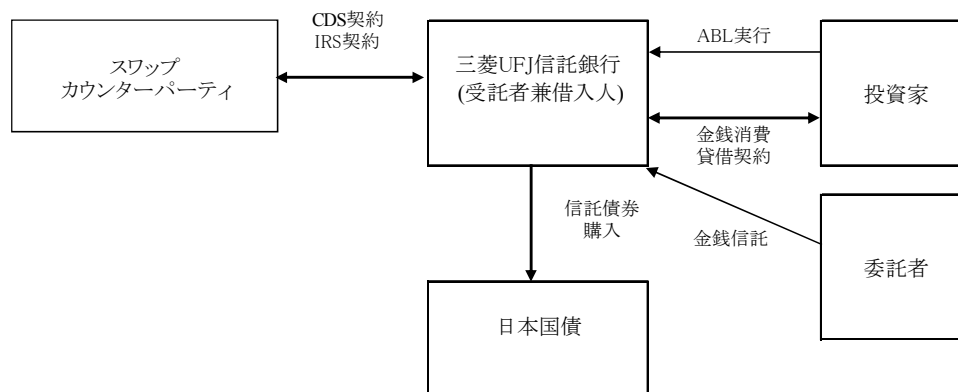 CDS契約
IRS契約
スワップ
カウンターパーティ
三菱UFJ信託銀行
(受託者兼借入人)
ABL実行
投資家
金銭消費
貸借契約
信託債券
購入
金銭信託
委託者
日本国債